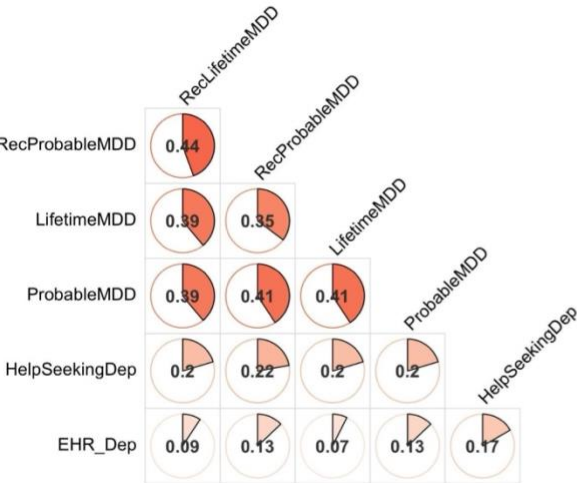 RecLifetimeMDD
RecProbableMDD
LifetimeMDD
ProbableMDD
HelpSeekingDep
RecProbableMDD 0.44
LifetimeMDD 0.39 0.35
ProbableMDD 0.39 0.41 0.41
HelpSeekingDep 0.2 0.22 0.2 0.2
EHR_Dep 0.09 0.13 0.07 0.13 0.17